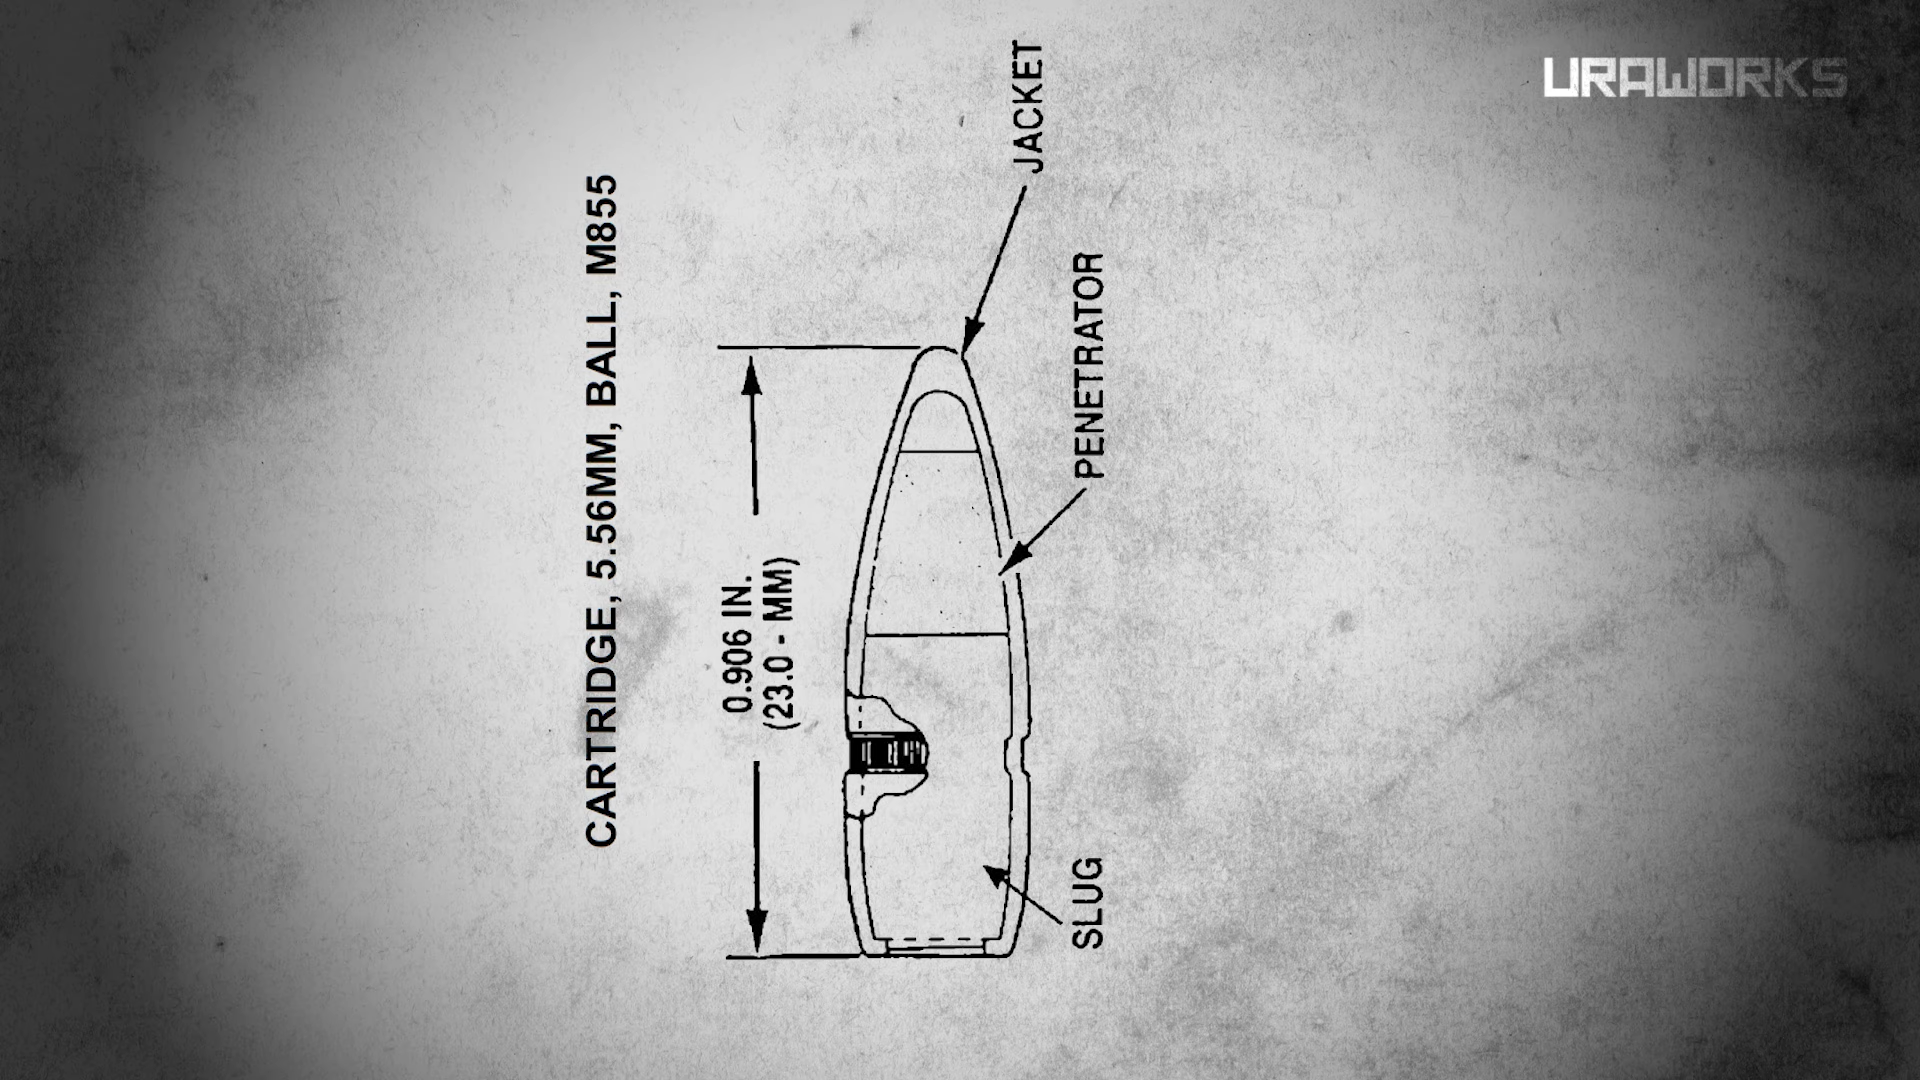 URAWORKS
CARTRIDGE, 5.56MM, BALL, M855
0.906 IN.
(23.0 - MM)
JACKET
PENETRATOR
SLUG